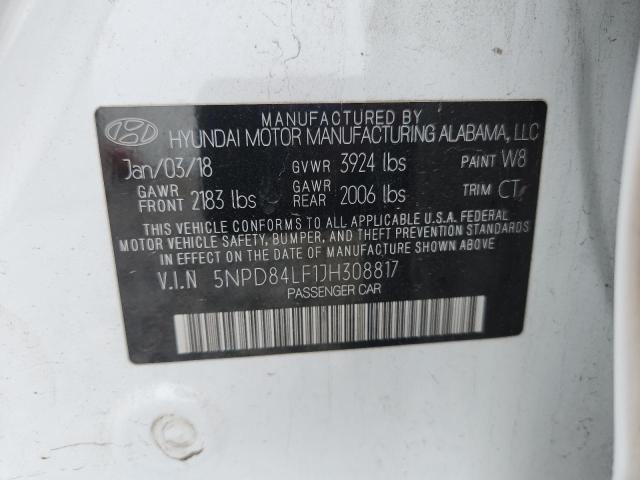 MANUFACTURED BY
HYUNDAI MOTOR MANUFACTURING ALABAMA, LLC
Jan/03/18 GVWR 3924 lbs PAINT W8
GAWR FRONT 2183 lbs GAWR REAR 2006 lbs TRIM CT
THIS VEHICLE CONFORMS TO ALL APPLICABLE U.S.A. FEDERAL
MOTOR VEHICLE SAFETY, BUMPER, AND THEFT PREVENTION
STANDARDS IN EFFECT ON THE DATE OF MANUFACTURE SHOWN ABOVE.
V.I.N 5NPD84LF1JH308817
PASSENGER CAR